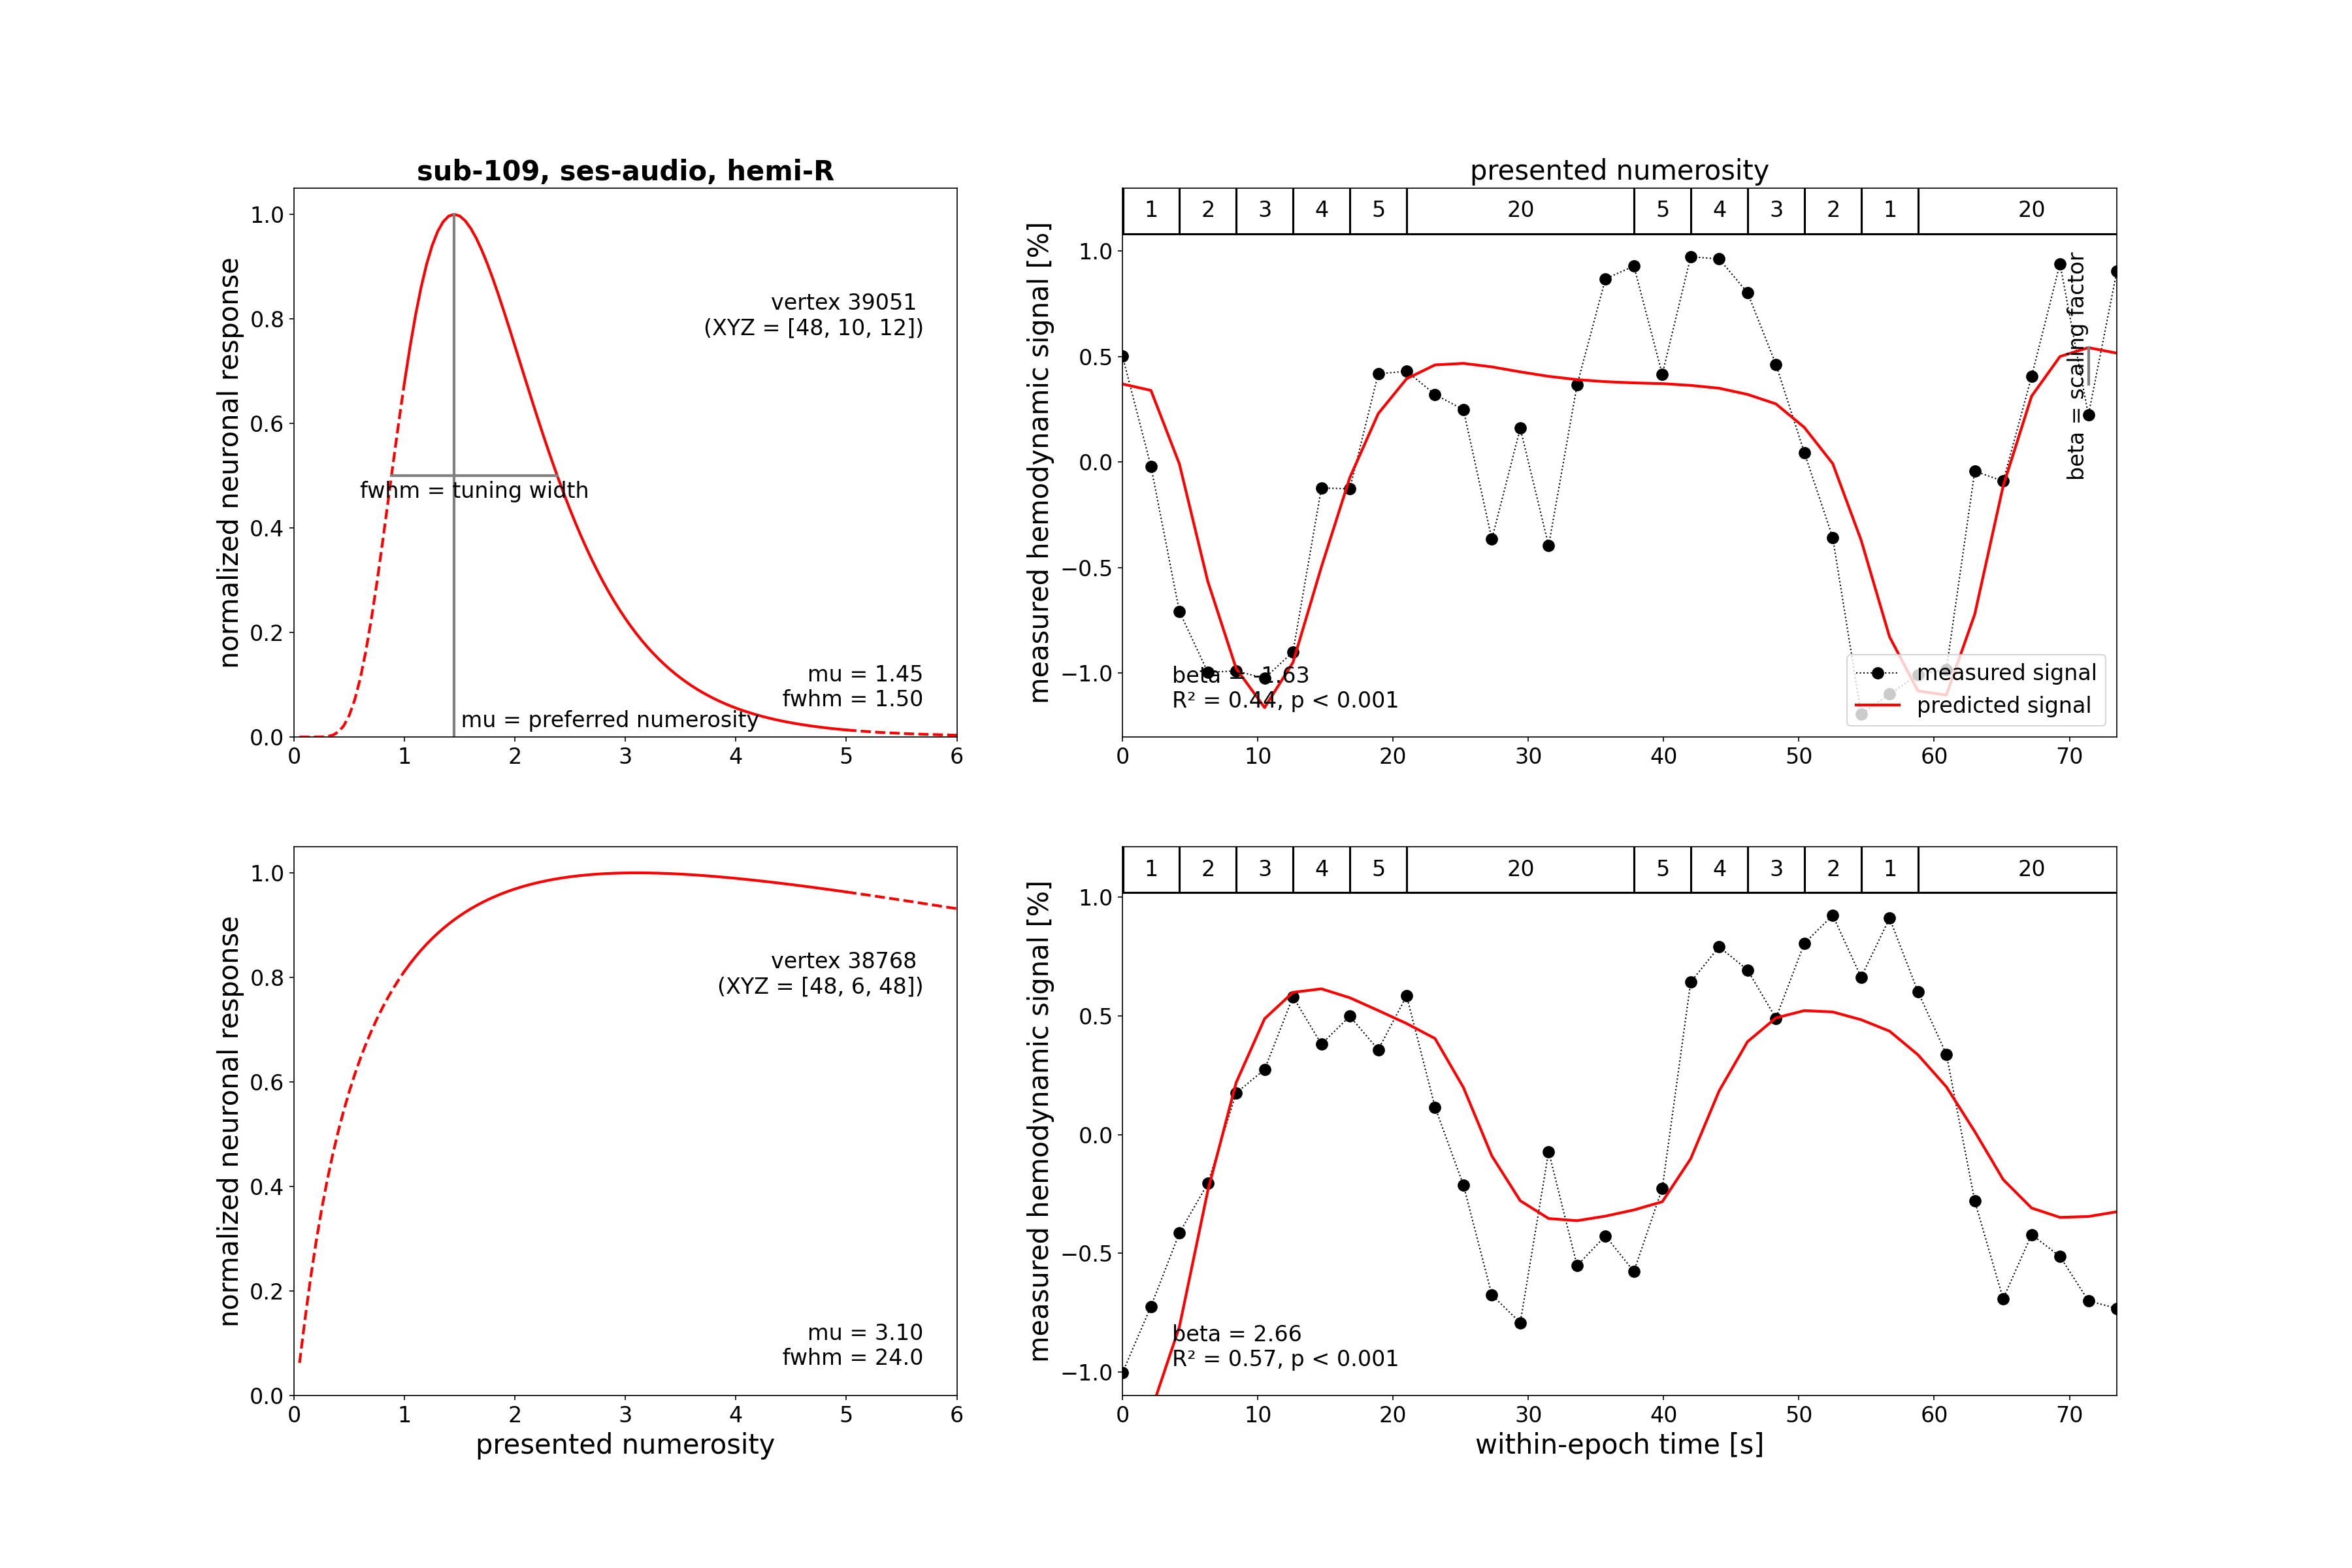 sub-109, ses-audio, hemi-R
normalized neuronal response
1.0
0.8
0.6
0.4
0.2
0.0
vertex 39051
(XYZ = [48, 10, 12])
fwhm = tuning width
mu = 1.45
fwhm = 1.50
mu = preferred numerosity
0 1 2 3 4 5 6
presented numerosity
1 2 3 4 5 20 5 4 3 2 1 20
measured hemodynamic signal [%]
1.0
0.5
0.0
−0.5
−1.0
beta = scaling factor
beta = -1.63
R² = 0.44, p < 0.001
measured signal
predicted signal
0 10 20 30 40 50 60 70
normalized neuronal response
1.0
0.8
0.6
0.4
0.2
0.0
vertex 38768
(XYZ = [48, 6, 48])
mu = 3.10
fwhm = 24.0
0 1 2 3 4 5 6
presented numerosity
1 2 3 4 5 20 5 4 3 2 1 20
measured hemodynamic signal [%]
1.0
0.5
0.0
−0.5
−1.0
beta = 2.66
R² = 0.57, p < 0.001
0 10 20 30 40 50 60 70
within-epoch time [s]